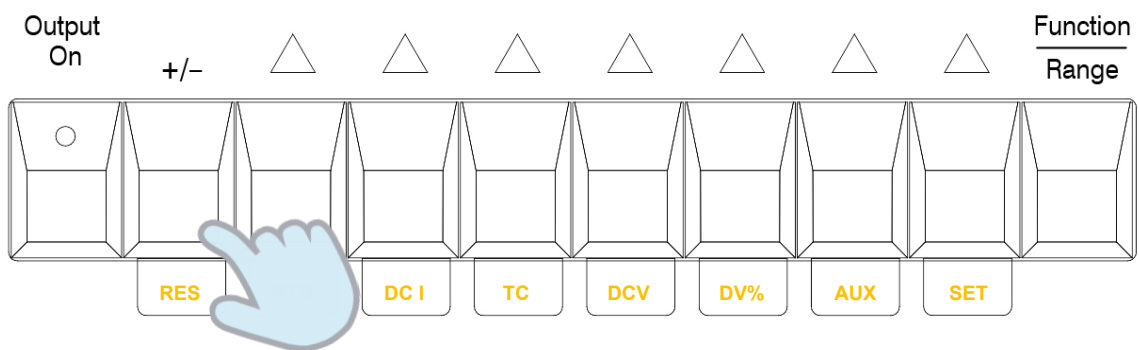 Output
On
+/−
Function
Range
RES
DC I
TC
DCV
DV%
AUX
SET